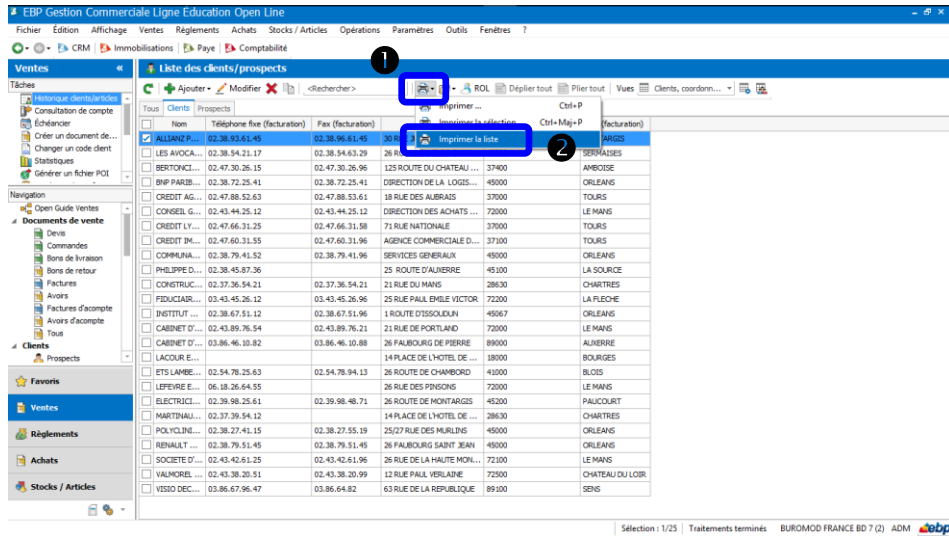 EBP Gestion Commerciale Ligne Éducation Open Line
Fichier Édition Affichage Ventes Règlements Achats Stocks / Articles Opérations Paramètres Outils Fenêtres ?
CRM Immobilisations Paye Comptabilité
Ventes «
Liste des clients/prospects
1
Tâches
Historique clients/articles
Consultation de compte
Échéancier
Créer un document de...
Changer un code client
Statistiques
Générer un fichier POI
Navigation
Open Guide Ventes
Documents de vente
Devis
Commandes
Bons de livraison
Bons de retour
Factures
Avoirs
Factures d'acompte
Avoirs d'acompte
Tous
Clients
Prospects
Favoris
Ventes
Règlements
Achats
Stocks / Articles
Ajouter Modifier <Rechercher> ROL Déplier tout Plier tout Vues Clients, coordonn...
Tous Clients Prospects
Imprimer ... Ctrl+P
Imprimer la sélection Ctrl+Maj+P
Imprimer la liste
2
Nom Téléphone fixe (facturation) Fax (facturation) (facturation)
ALLIANZ P... 02.38.93.61.45 02.38.96.61.45
LES AVOCA... 02.38.54.21.17 02.38.54.63.29 SERMAISES
BERTONCI... 02.47.30.26.15 02.47.30.26.96 125 ROUTE DU CHATEAU ... 37400 AMBOISE
BNP PARIB... 02.38.72.25.41 02.38.72.25.41 DIRECTION DE LA LOGIS... 45000 ORLEANS
CREDIT AG... 02.47.88.52.63 02.47.88.53.61 18 RUE DES AUBRAIS 37000 TOURS
CONSEIL G... 02.43.44.25.12 02.43.44.25.12 DIRECTION DES ACHATS ... 72000 LE MANS
CREDIT LY... 02.47.66.31.25 02.47.66.31.58 71 RUE NATIONALE 37000 TOURS
CREDIT IM... 02.47.60.31.55 02.47.60.31.96 AGENCE COMMERCIALE D... 37100 TOURS
COMMUNA... 02.38.79.41.52 02.38.79.41.96 SERVICES GENERAUX 45000 ORLEANS
PHILIPPE D... 02.38.45.87.36 25 ROUTE D'AUXERRE 45100 LA SOURCE
CONSTRUC... 02.37.36.54.21 02.37.36.54.21 21 RUE DU MANS 28630 CHARTRES
FIDUCIAIR... 03.43.45.26.12 03.43.45.26.96 25 RUE PAUL EMILE VICTOR 72200 LA FLECHE
INSTITUT ... 02.38.67.51.12 02.38.67.51.96 1 ROUTE D'ISSOUDUN 45067 ORLEANS
CABINET D'... 02.43.89.76.54 02.43.89.76.21 21 RUE DE PORTLAND 72000 LE MANS
CABINET D'... 03.86.46.10.82 03.86.46.10.88 26 FAUBOURG DE PIERRE 89000 AUXERRE
LACOUR E... 14 PLACE DE L'HOTEL DE ... 18000 BOURGES
ETS LAMBE... 02.54.78.25.63 02.54.78.94.13 26 ROUTE DE CHAMBORD 41000 BLOIS
LEFEVRE E... 06.18.26.64.55 26 RUE DES PINSONS 72000 LE MANS
ELECTRICI... 02.39.98.25.61 02.39.98.48.71 26 ROUTE DE MONTARGIS 45200 PAUCOURT
MARTINAU... 02.37.39.54.12 14 PLACE DE L'HOTEL DE ... 28630 CHARTRES
POLYCLINI... 02.38.27.41.15 02.38.27.55.19 25/27 RUE DES MURLINS 45000 ORLEANS
RENAULT ... 02.38.79.51.45 02.38.79.51.45 26 FAUBOURG SAINT JEAN 45000 ORLEANS
SOCIETE D'... 02.43.42.61.25 02.43.42.61.96 26 RUE DE LA HAUTE MON... 72100 LE MANS
VALMOREL ... 02.43.38.20.51 02.43.38.20.99 12 RUE PAUL VERLAINE 72500 CHATEAU DU LOIR
VISIO DEC... 03.86.67.96.47 03.86.64.82 63 RUE DE LA REPUBLIQUE 89100 SENS
Sélection : 1/25 Traitements terminés BUROMOD FRANCE BD 7 (2) ADM ebp